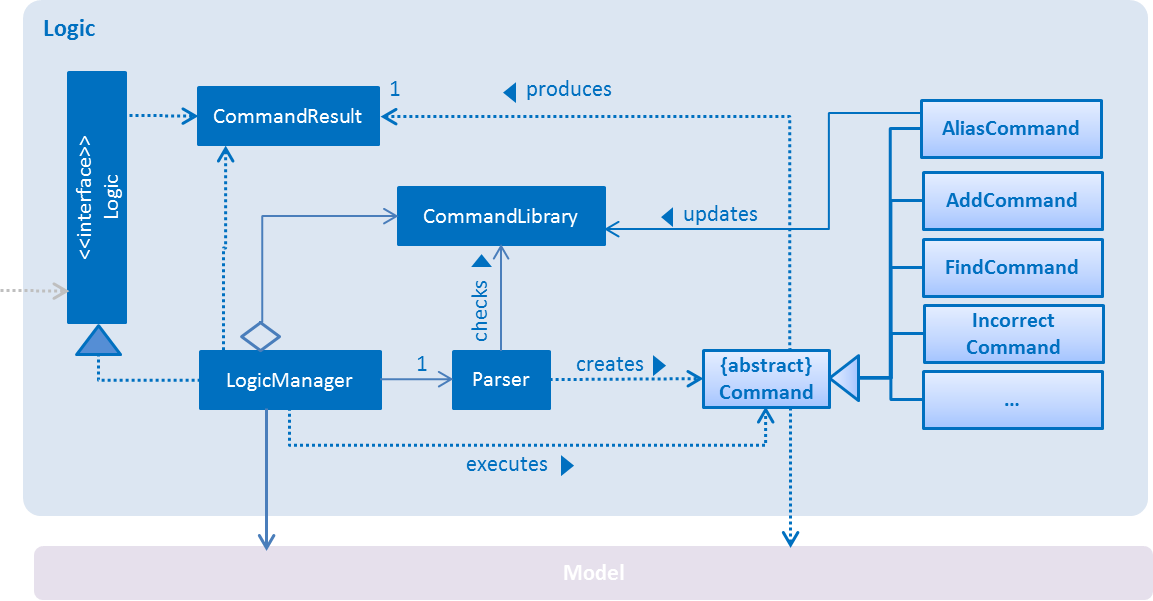 Logic
<<interface>>
Logic
CommandResult
1
produces
AliasCommand
CommandLibrary
updates
AddCommand
FindCommand
checks
Incorrect
Command
LogicManager
1
Parser
creates
{abstract}
Command
...
executes
Model